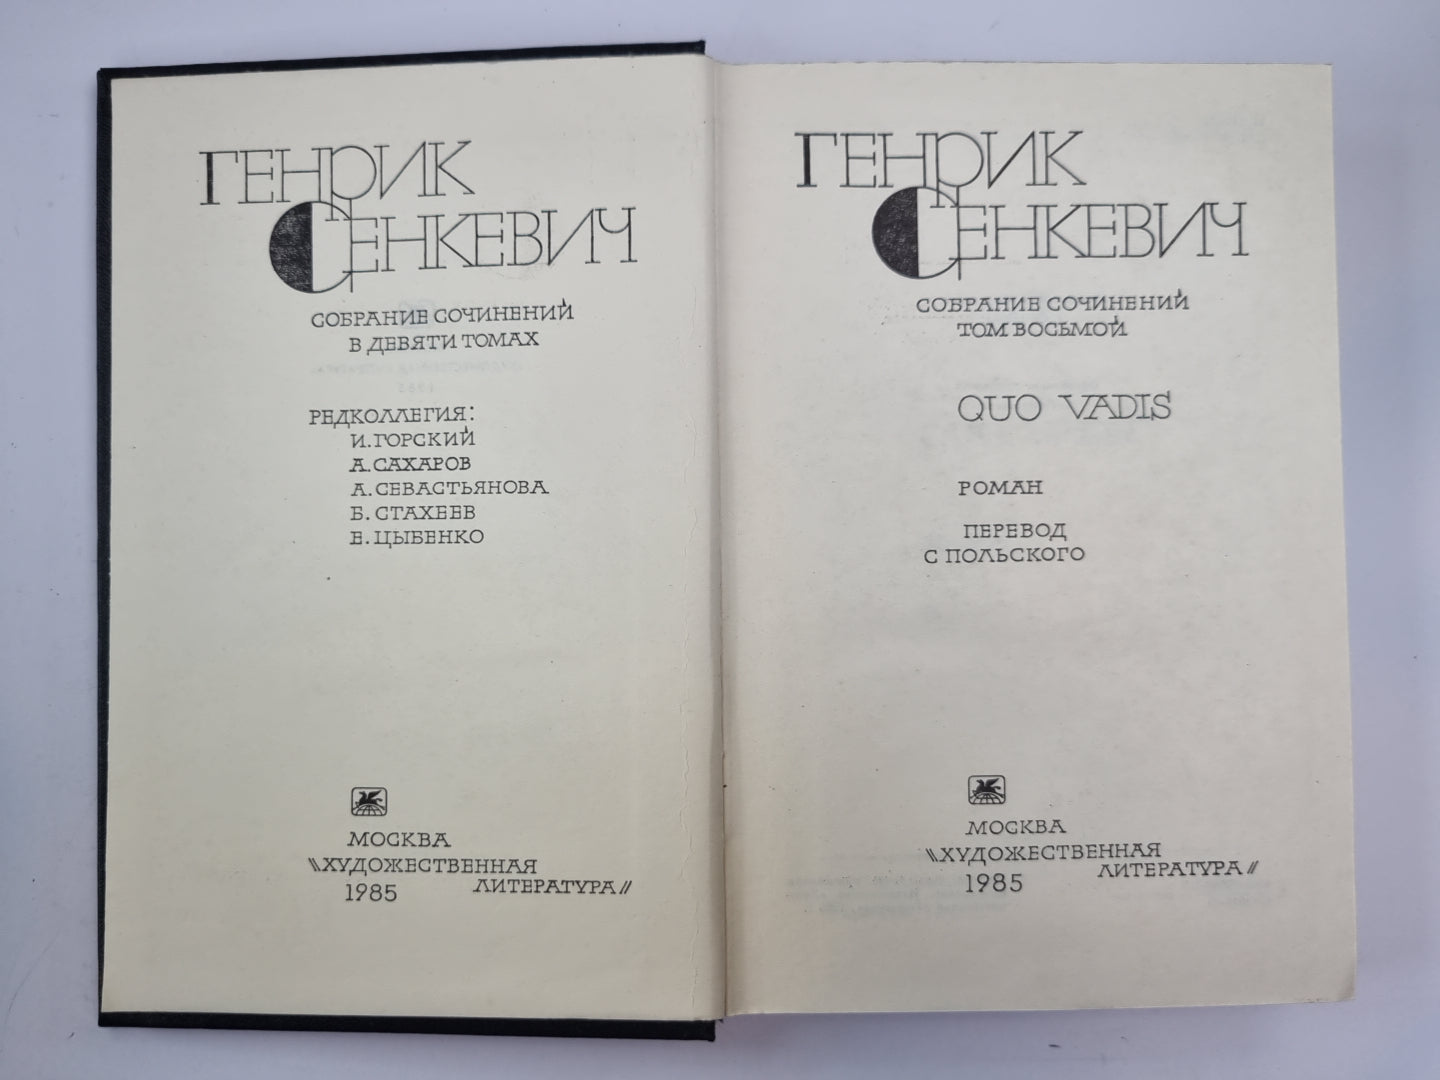 ГЕНРИК
СЕНКЕВИЧ
СОБРАНИЕ СОЧИНЕНИЙ
В ДЕВЯТИ ТОМАХ
РЕДКОЛЛЕГИЯ:
И. ГОРСКИЙ
А. САХАРОВ
А. СЕВАСТЬЯНОВА
Б. СТАХЕЕВ
Е. ЦЫБЕНКО
МОСКВА
«ХУДОЖЕСТВЕННАЯ
ЛИТЕРАТУРА»
1985
ГЕНРИК
СЕНКЕВИЧ
СОБРАНИЕ СОЧИНЕНИЙ
ТОМ ВОСЬМОЙ
QUO VADIS
РОМАН
ПЕРЕВОД
С ПОЛЬСКОГО
МОСКВА
«ХУДОЖЕСТВЕННАЯ
ЛИТЕРАТУРА»
1985